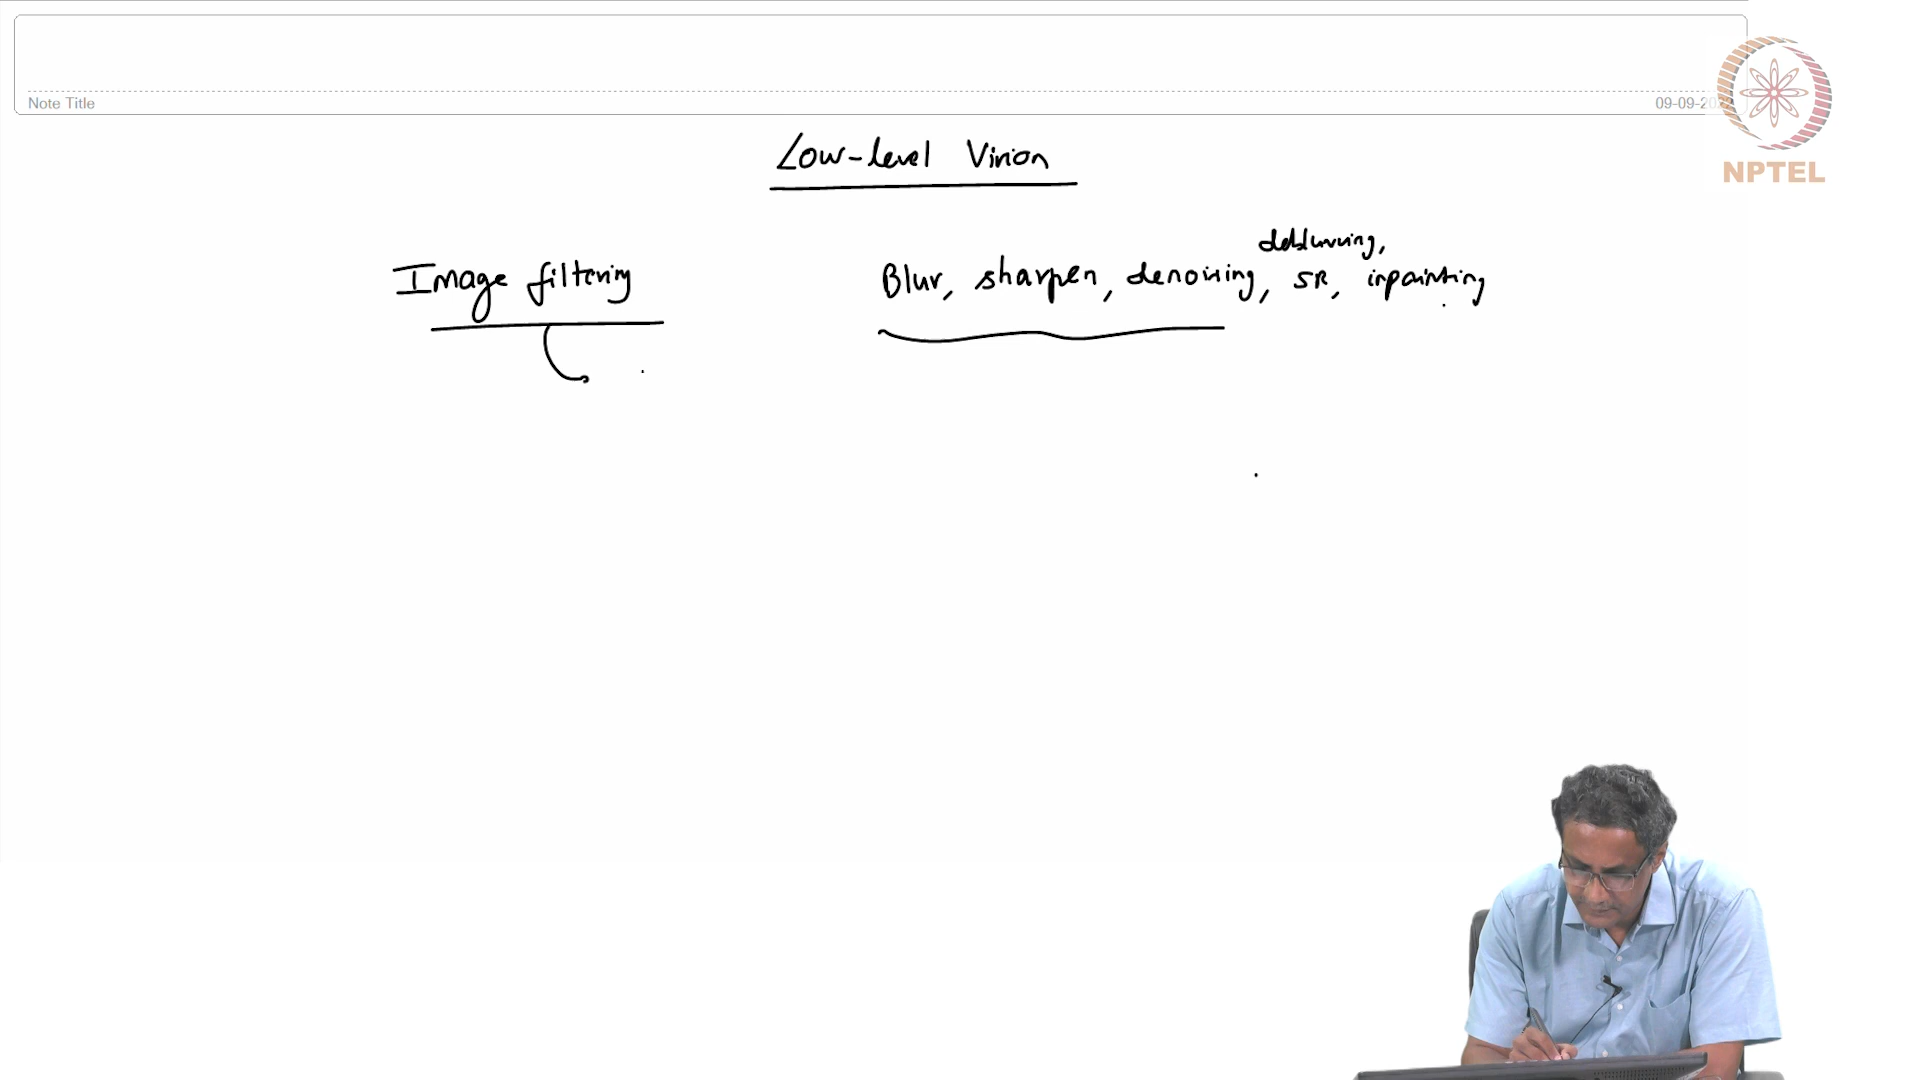 Note Title
09-09-20
NPTEL
Low-level Vision
deblurring,
Image filtering
Blur, sharpen, denoising, SR, inpainting